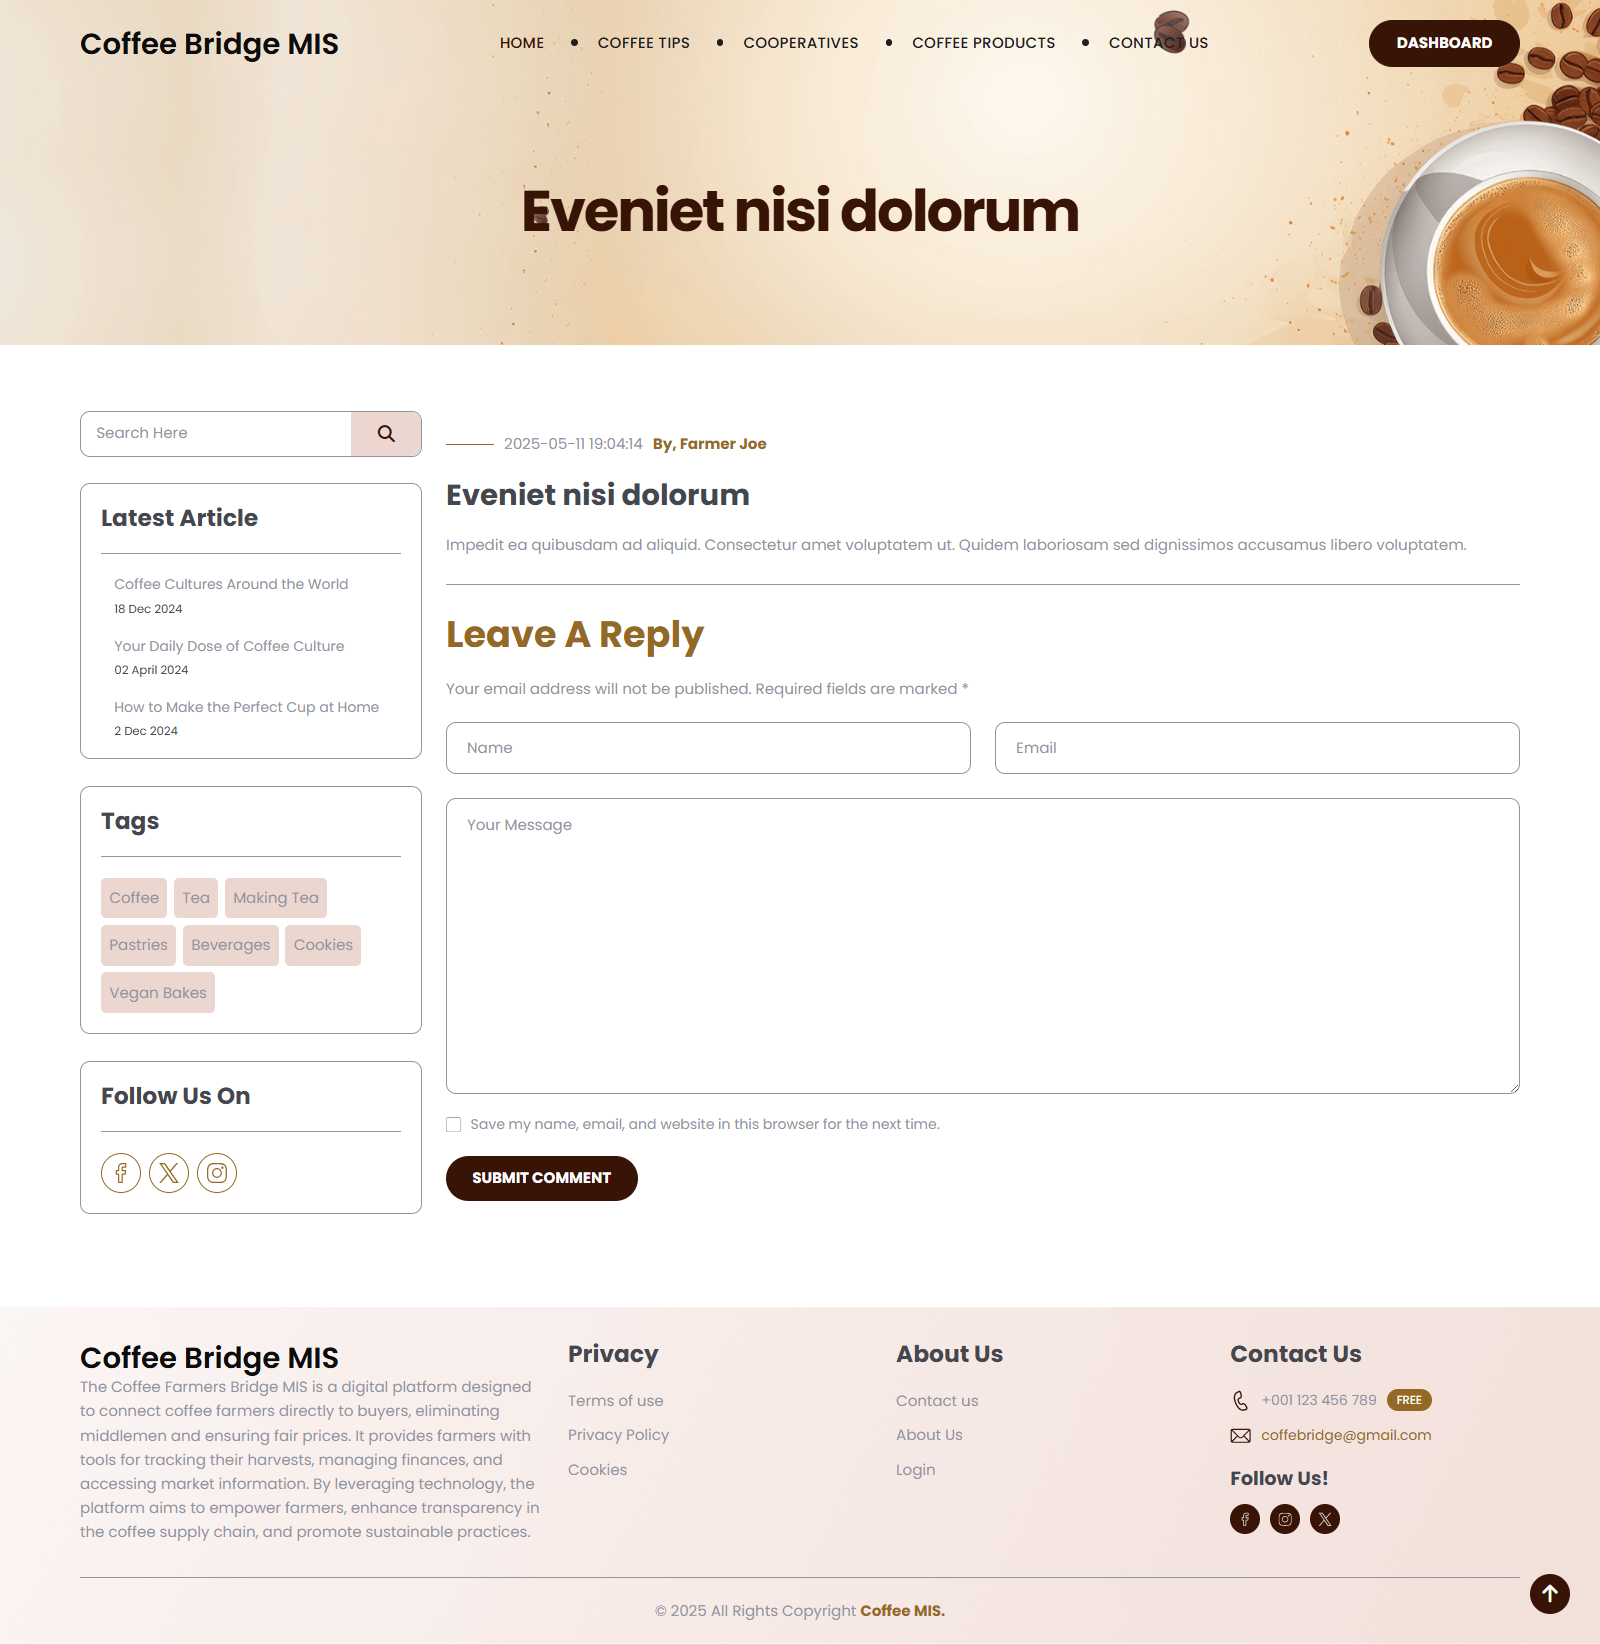 Coffee Bridge MIS
HOME
COFFEE TIPS
COOPERATIVES
COFFEE PRODUCTS
CONTACT US
DASHBOARD
Eveniet nisi dolorum
Search Here
Latest Article
Coffee Cultures Around the World
18 Dec 2024
Your Daily Dose of Coffee Culture
02 April 2024
How to Make the Perfect Cup at Home
2 Dec 2024
Tags
Coffee
Tea
Making Tea
Pastries
Beverages
Cookies
Vegan Bakes
Follow Us On
2025-05-11 19:04:14 By, Farmer Joe
Eveniet nisi dolorum
Impedit ea quibusdam ad aliquid. Consectetur amet voluptatem ut. Quidem laboriosam sed dignissimos accusamus libero voluptatem.
Leave A Reply
Your email address will not be published. Required fields are marked *
Name
Email
Your Message
Save my name, email, and website in this browser for the next time.
SUBMIT COMMENT
Coffee Bridge MIS
The Coffee Farmers Bridge MIS is a digital platform designed
to connect coffee farmers directly to buyers, eliminating
middlemen and ensuring fair prices. It provides farmers with
tools for tracking their harvests, managing finances, and
accessing market information. By leveraging technology, the
platform aims to empower farmers, enhance transparency in
the coffee supply chain, and promote sustainable practices.
Privacy
Terms of use
Privacy Policy
Cookies
About Us
Contact us
About Us
Login
Contact Us
+001 123 456 789 FREE
coffebridge@gmail.com
Follow Us!
© 2025 All Rights Copyright Coffee MIS.